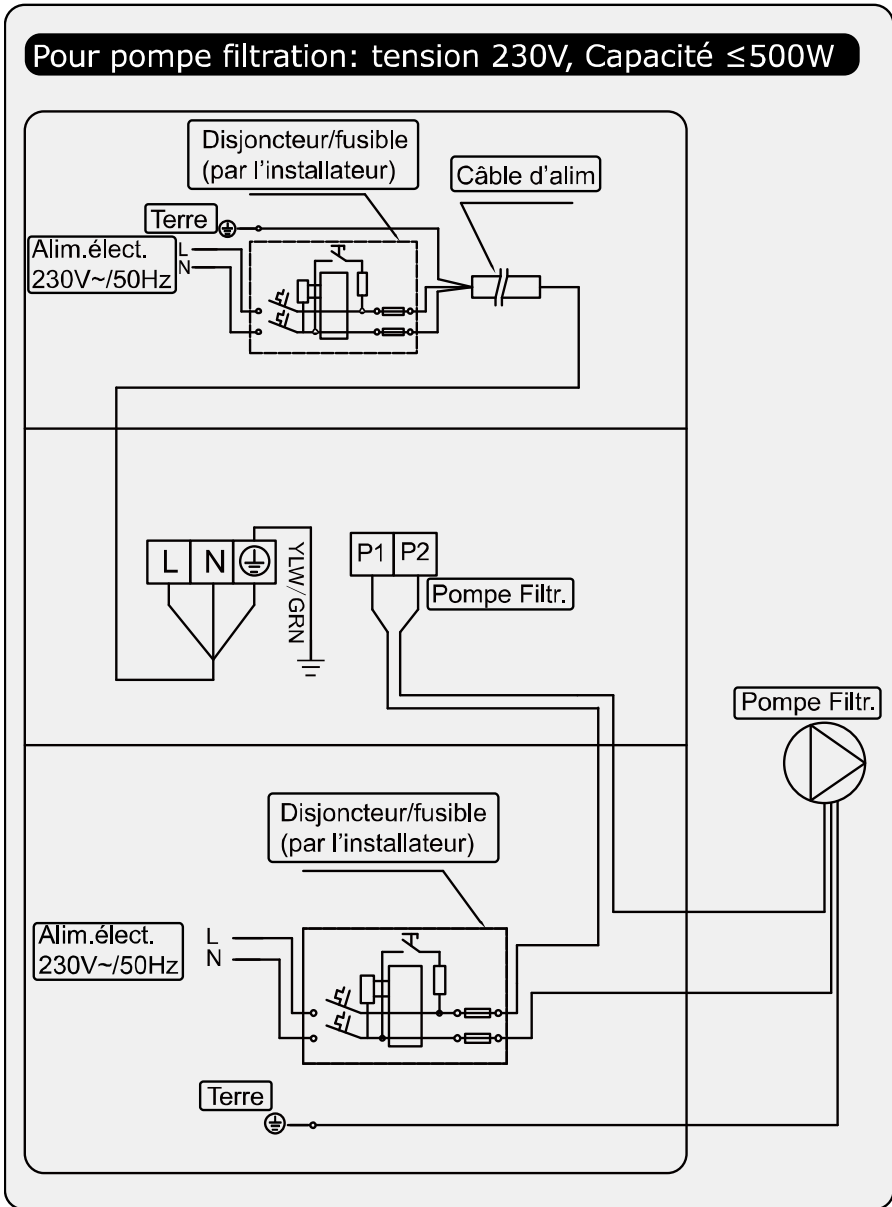 Pour pompe filtration: tension 230V, Capacité ≤500W
Disjoncteur/fusible
(par l'installateur)
Câble d'alim
Terre
Alim.élect.
230V~/50Hz
L
N
L N
YLW/GRN
P1 P2
Pompe Filtr.
Pompe Filtr.
Disjoncteur/fusible
(par l'installateur)
Alim.élect.
230V~/50Hz
L
N
Terre